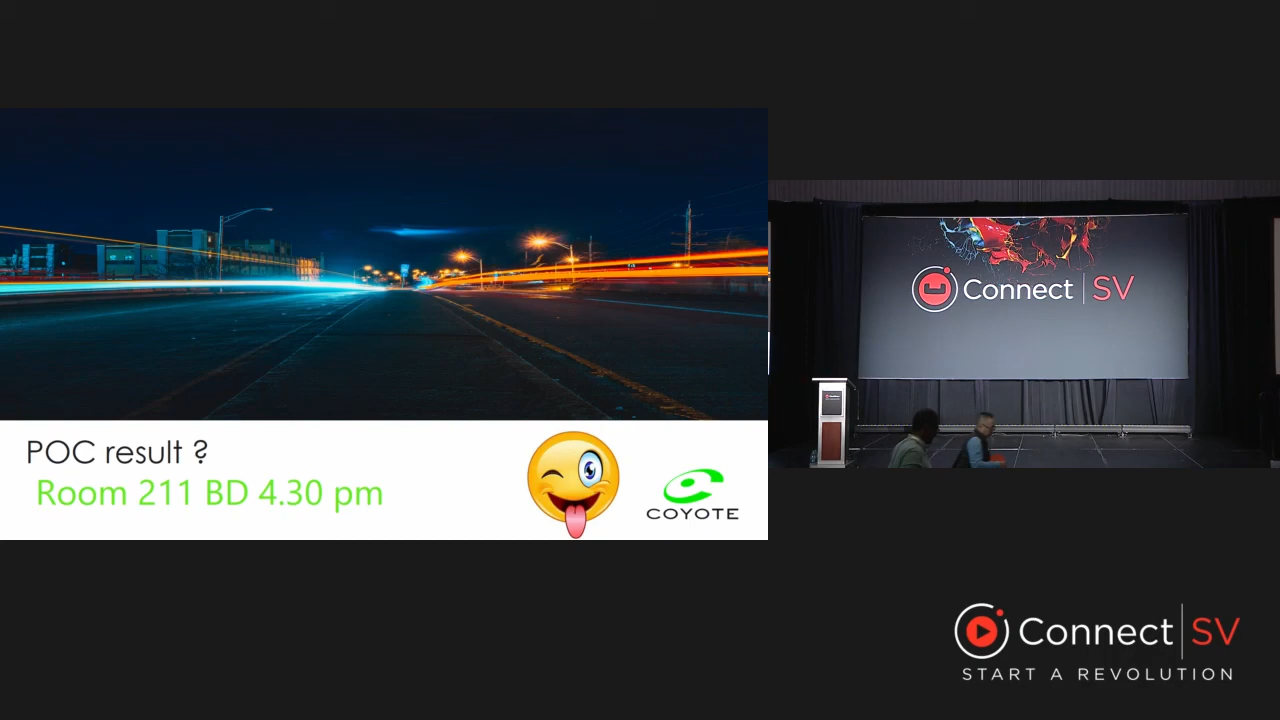 POC result ?
Room 211 BD 4.30 pm
COYOTE
Connect | SV
Connect | SV
START A REVOLUTION